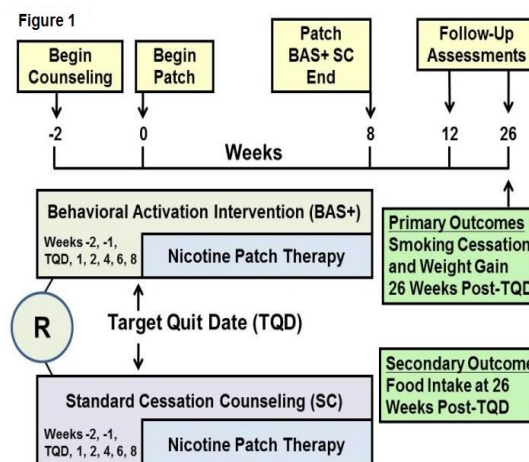 Figure 1
Begin
Counseling
Begin
Patch
Patch
BAS+ SC
End
Follow-Up
Assessments
-2
0
8
12
26
Weeks
Behavioral Activation Intervention (BAS+)
Weeks -2, -1,
TQD, 1, 2, 4, 6, 8
Nicotine Patch Therapy
Primary Outcomes
Smoking Cessation
and Weight Gain
26 Weeks Post-TQD
R
Target Quit Date (TQD)
Standard Cessation Counseling (SC)
Weeks -2, -1,
TQD, 1, 2, 4, 6, 8
Nicotine Patch Therapy
Secondary Outcome
Food Intake at 26
Weeks Post-TQD